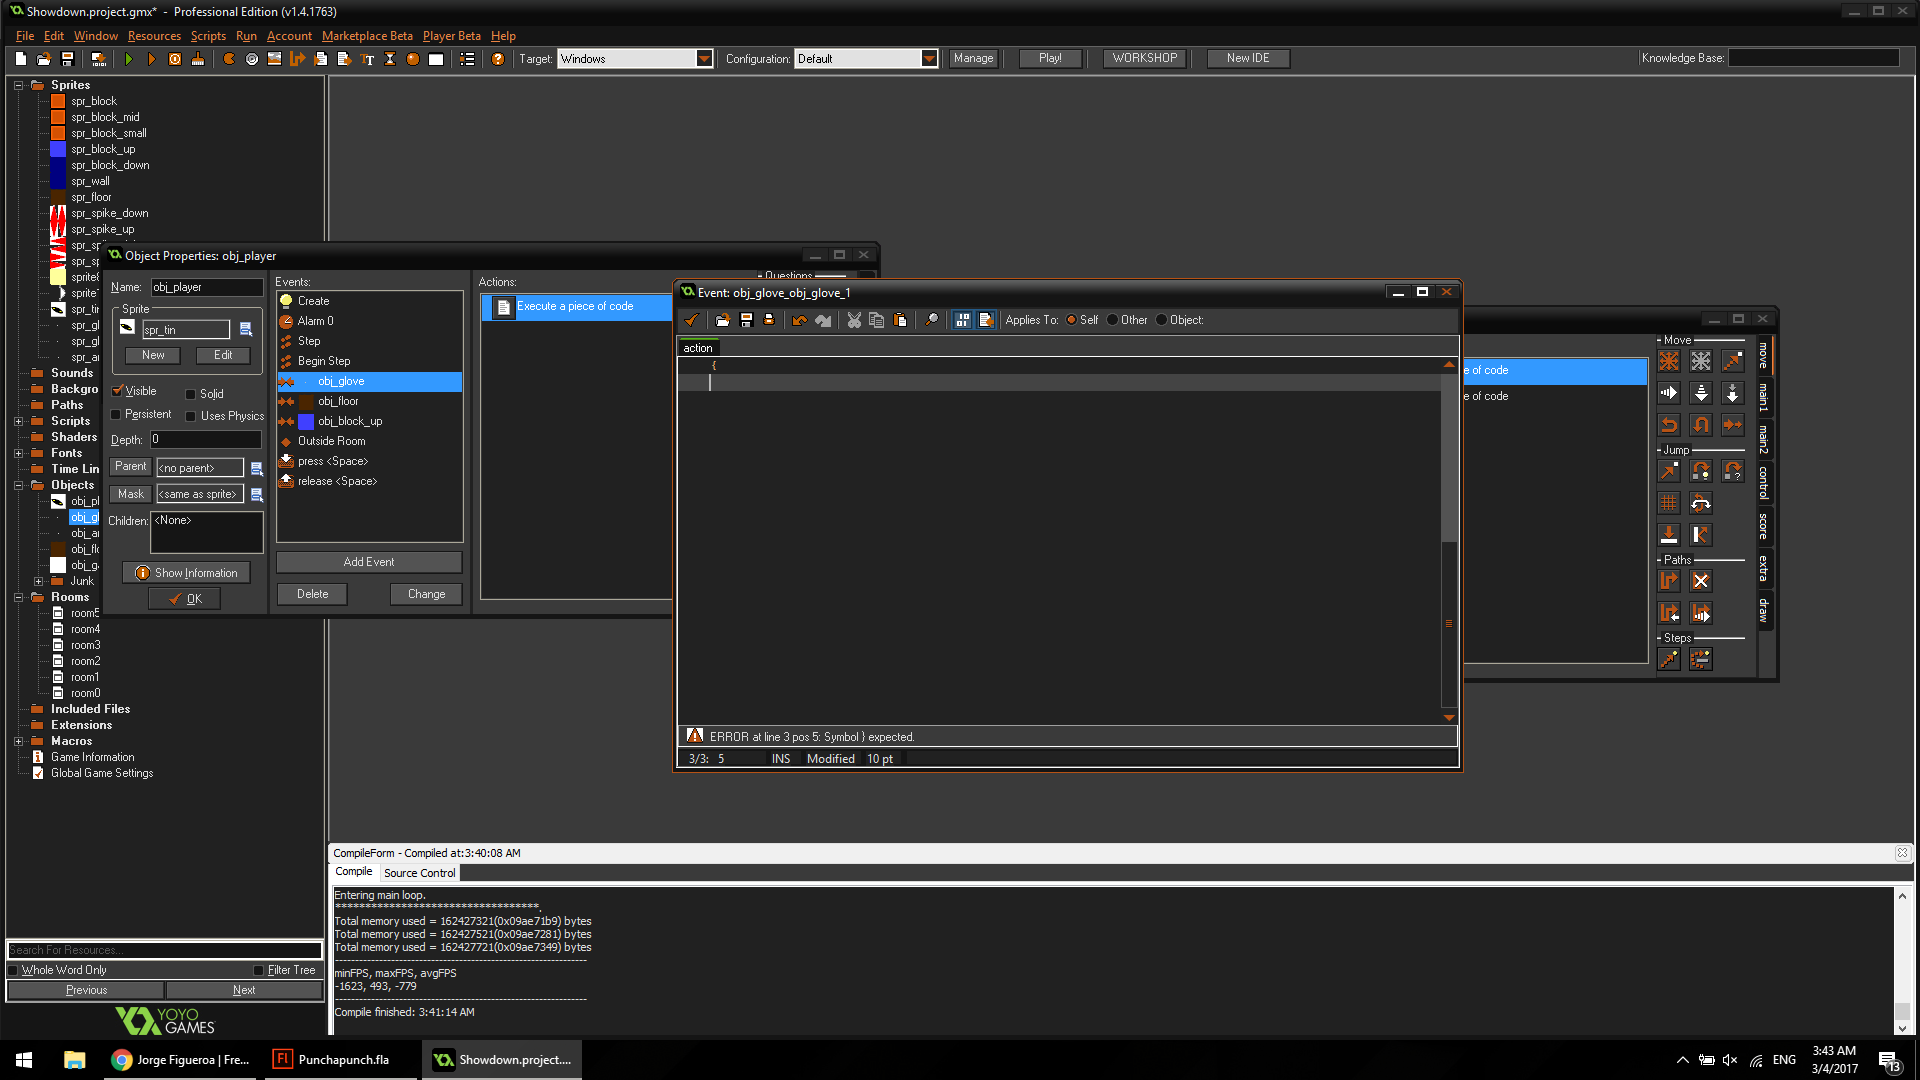 Showdown.project.gmx* - Professional Edition (v1.4.1763)
File Edit Window Resources Scripts Run Account Marketplace Beta Player Beta Help
Target: Windows Configuration: Default Manage Play! WORKSHOP New IDE Knowledge Base:
Sprites
spr_block
spr_block_mid
spr_block_small
spr_block_up
spr_block_down
spr_wall
spr_floor
spr_spike_down
spr_spike_up
Sounds
Backgro
Paths
Scripts
Shaders
Fonts
Time Lin
Objects
obj_pl
obj_gl
obj_ar
obj_flo
obj_g
Junk
Rooms
room5
room4
room3
room2
room1
room0
Included Files
Extensions
Macros
Game Information
Global Game Settings
Search For Resources...
Whole Word Only Filter Tree
Previous Next
YOYO
GAMES
Object Properties: obj_player
Name: obj_player
Sprite
spr_tin
New Edit
Visible Solid
Persistent Uses Physics
Depth: 0
Parent <no parent>
Mask <same as sprite>
Children: <None>
Show Information
OK
Events:
Create
Alarm 0
Step
Begin Step
obj_glove
obj_floor
obj_block_up
Outside Room
press <Space>
release <Space>
Add Event
Delete Change
Actions:
Execute a piece of code
Questions
Event: obj_glove_obj_glove_1
Applies To: Self Other Object:
action
{
ERROR at line 3 pos 5: Symbol } expected.
3/3: 5 INS Modified 10 pt
e of code
e of code
Move
Jump
Paths
Steps
move
main1
main2
control
score
extra
draw
CompileForm - Compiled at:3:40:08 AM
Compile Source Control
Entering main loop.
***********************************.
Total memory used = 162427321(0x09ae71b9) bytes
Total memory used = 162427521(0x09ae7281) bytes
Total memory used = 162427721(0x09ae7349) bytes
minFPS, maxFPS, avgFPS
-1623, 493, -779
Compile finished: 3:41:14 AM
Jorge Figueroa | Fre...
Punchapunch.fla
Showdown.project....
ENG
3:43 AM
3/4/2017
13